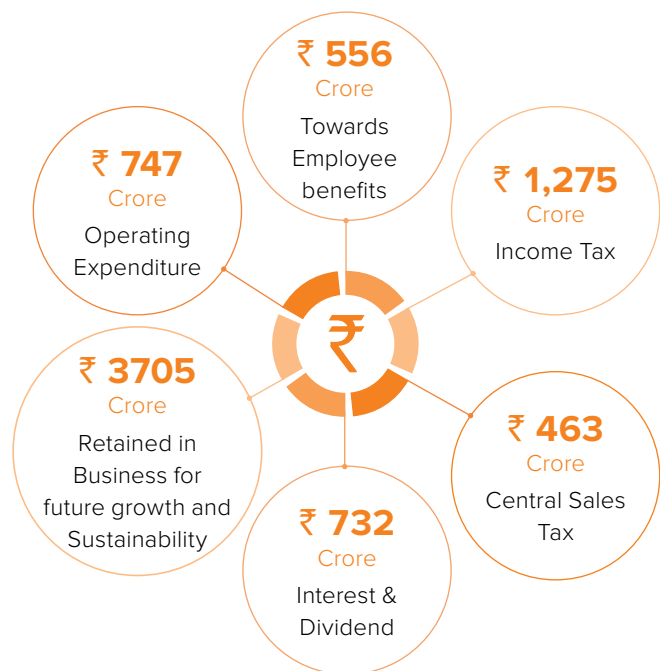 ₹ 556
Crore
Towards
Employee
benefits
₹ 1,275
Crore
Income Tax
₹ 463
Crore
Central Sales
Tax
₹ 732
Crore
Interest &
Dividend
₹ 3705
Crore
Retained in
Business for
future growth and
Sustainability
₹ 747
Crore
Operating
Expenditure
₹